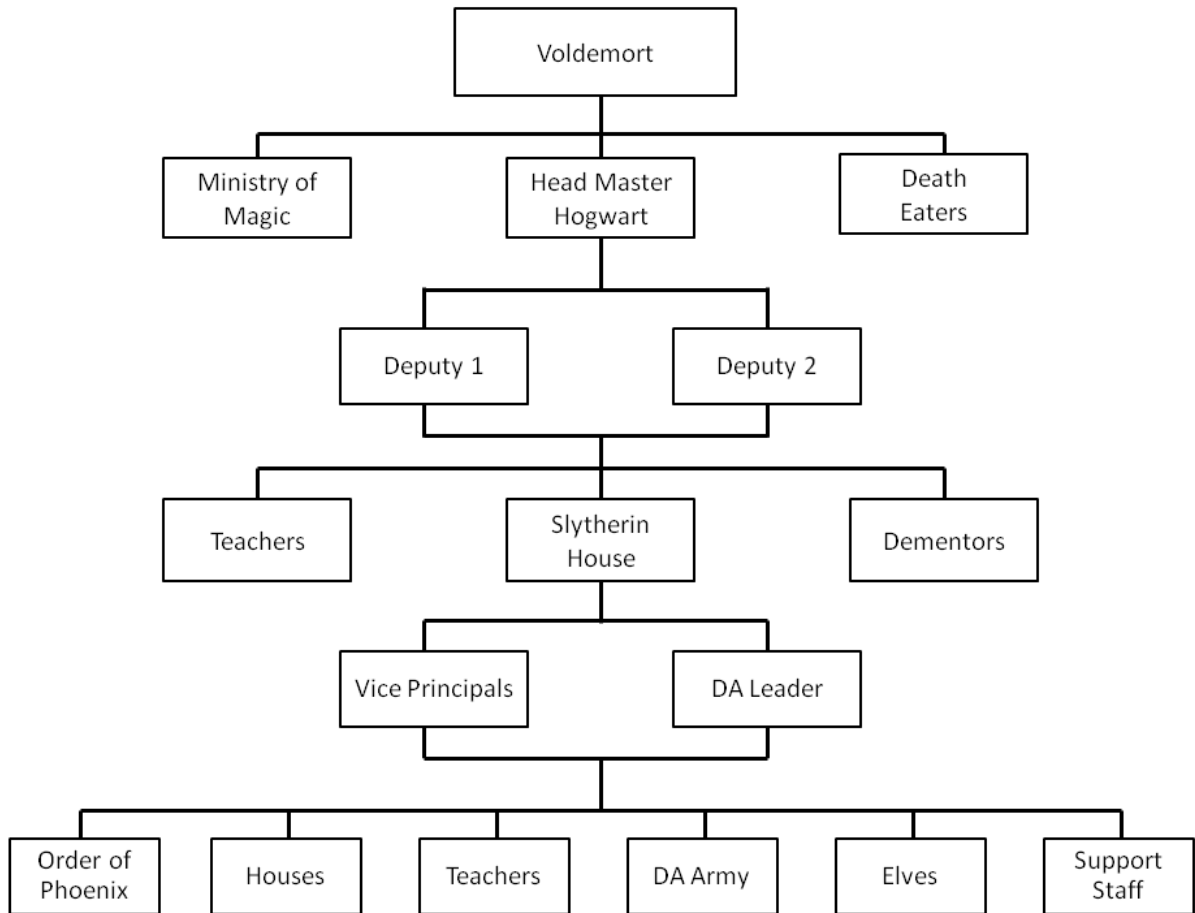 Voldemort
Ministry of
Magic
Head Master
Hogwart
Death
Eaters
Deputy 1
Deputy 2
Teachers
Slytherin
House
Dementors
Vice Principals
DA Leader
Order of
Phoenix
Houses
Teachers
DA Army
Elves
Support
Staff